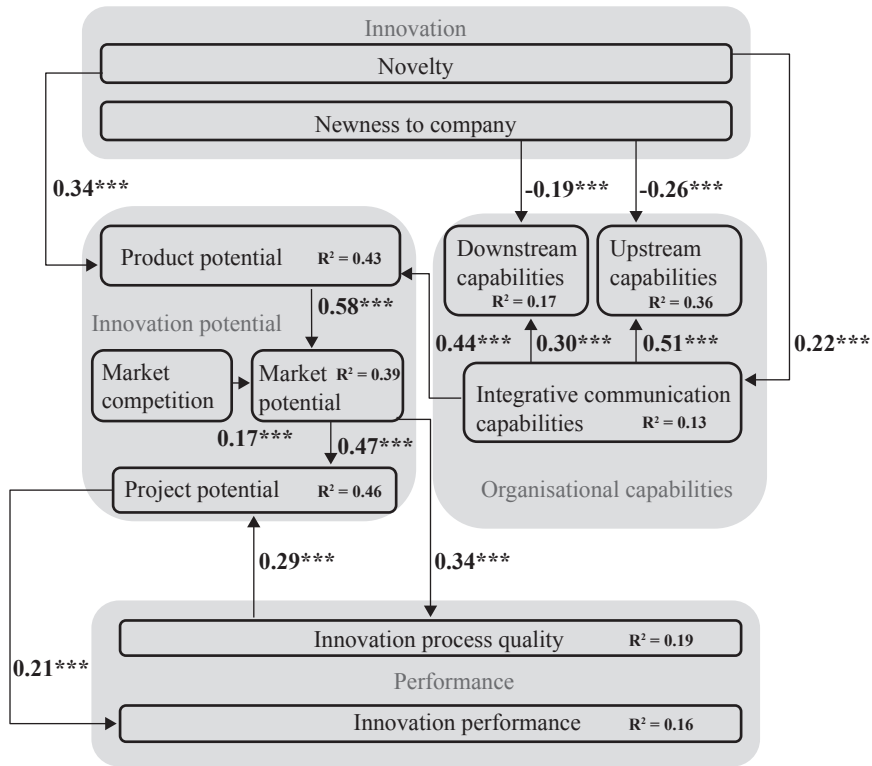 Innovation
Novelty
Newness to company
0.34***
-0.19***
-0.26***
Product potential R² = 0.43
Downstream
capabilities
R² = 0.17
Upstream
capabilities
R² = 0.36
0.58***
Innovation potential
0.44***
0.30***
0.51***
0.22***
Market
competition
Market R² = 0.39
potential
Integrative communication
capabilities R² = 0.13
0.17***
0.47***
Project potential R² = 0.46
Organisational capabilities
0.29***
0.34***
Innovation process quality R² = 0.19
0.21***
Performance
Innovation performance R² = 0.16